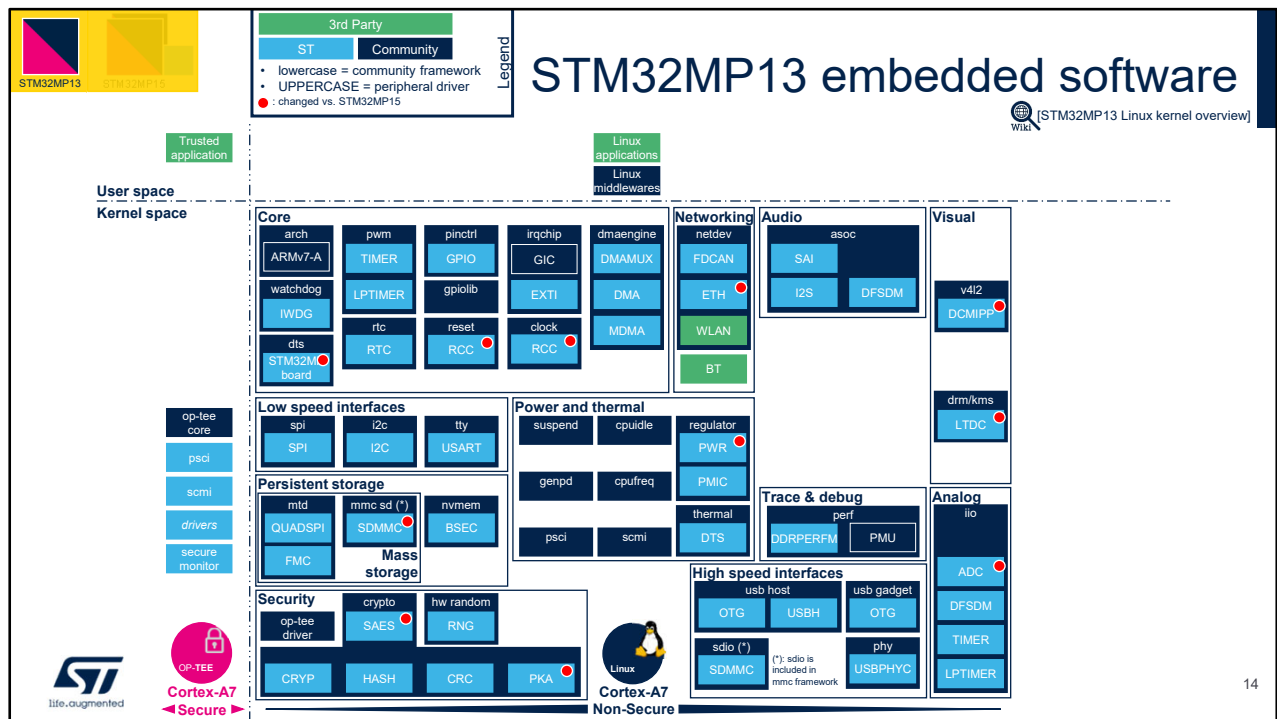 STM32MP13
STM32MP15
3rd Party
ST
Community
• lowercase = community framework
• UPPERCASE = peripheral driver
: changed vs. STM32MP15
Legend
STM32MP13 embedded software
Wiki
[STM32MP13 Linux kernel overview]
Trusted
application
Linux
applications
Linux
middlewares
User space
Kernel space
Core
arch
ARMv7-A
watchdog
IWDG
dts
STM32M
board
pwm
TIMER
LPTIMER
rtc
RTC
pinctrl
GPIO
gpiolib
reset
RCC
irqchip
GIC
EXTI
clock
RCC
dmaengine
DMAMUX
DMA
MDMA
Networking
netdev
FDCAN
ETH
WLAN
BT
Audio
asoc
SAI
I2S
DFSDM
Visual
v4l2
DCMIPP
drm/kms
LTDC
op-tee
core
psci
scmi
drivers
secure
monitor
Low speed interfaces
spi
SPI
i2c
I2C
tty
USART
Power and thermal
suspend
cpuidle
regulator
PWR
PMIC
genpd
cpufreq
thermal
DTS
psci
scmi
Persistent storage
mtd
QUADSPI
FMC
mmc sd (*)
SDMMC
Mass
storage
nvmem
BSEC
Trace & debug
perf
DDRPERFM
PMU
Analog
iio
ADC
DFSDM
TIMER
LPTIMER
High speed interfaces
usb host
OTG
USBH
usb gadget
OTG
sdio (*)
SDMMC
(*): sdio is
included in
mmc framework
phy
USBPHYC
Security
op-tee
driver
crypto
SAES
hw random
RNG
CRYP
HASH
CRC
PKA
OP-TEE
Cortex-A7
Secure
Linux
Cortex-A7
Non-Secure
ST
life.augmented
14